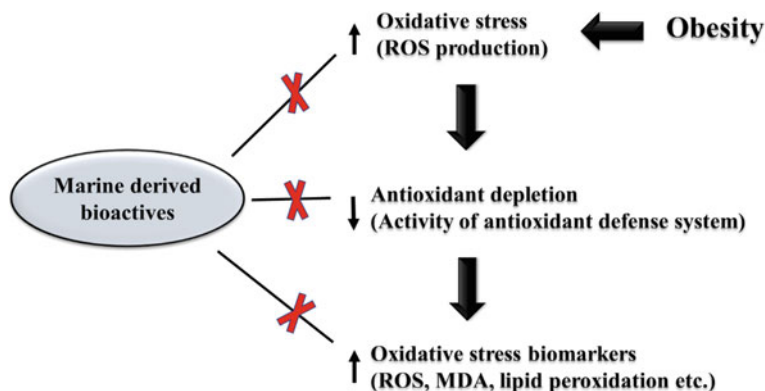 Oxidative stress
(ROS production)
Obesity
Marine derived
bioactives
Antioxidant depletion
(Activity of antioxidant defense system)
Oxidative stress biomarkers
(ROS, MDA, lipid peroxidation etc.)